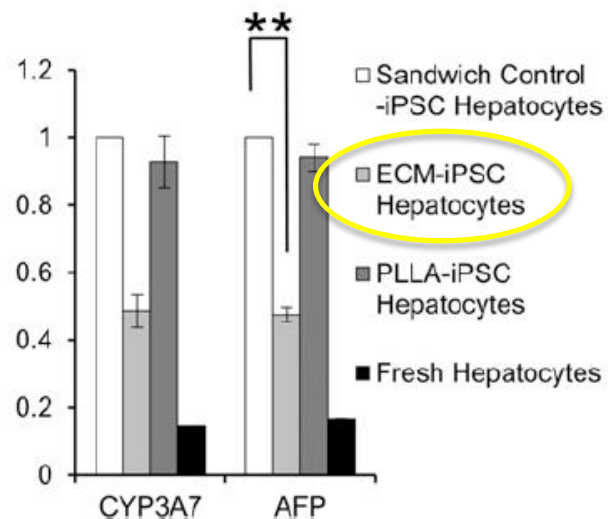 **
1.2
1
0.8
0.6
0.4
0.2
0
CYP3A7 AFP
Sandwich Control
-iPSC Hepatocytes
ECM-iPSC
Hepatocytes
PLLA-iPSC
Hepatocytes
Fresh Hepatocytes